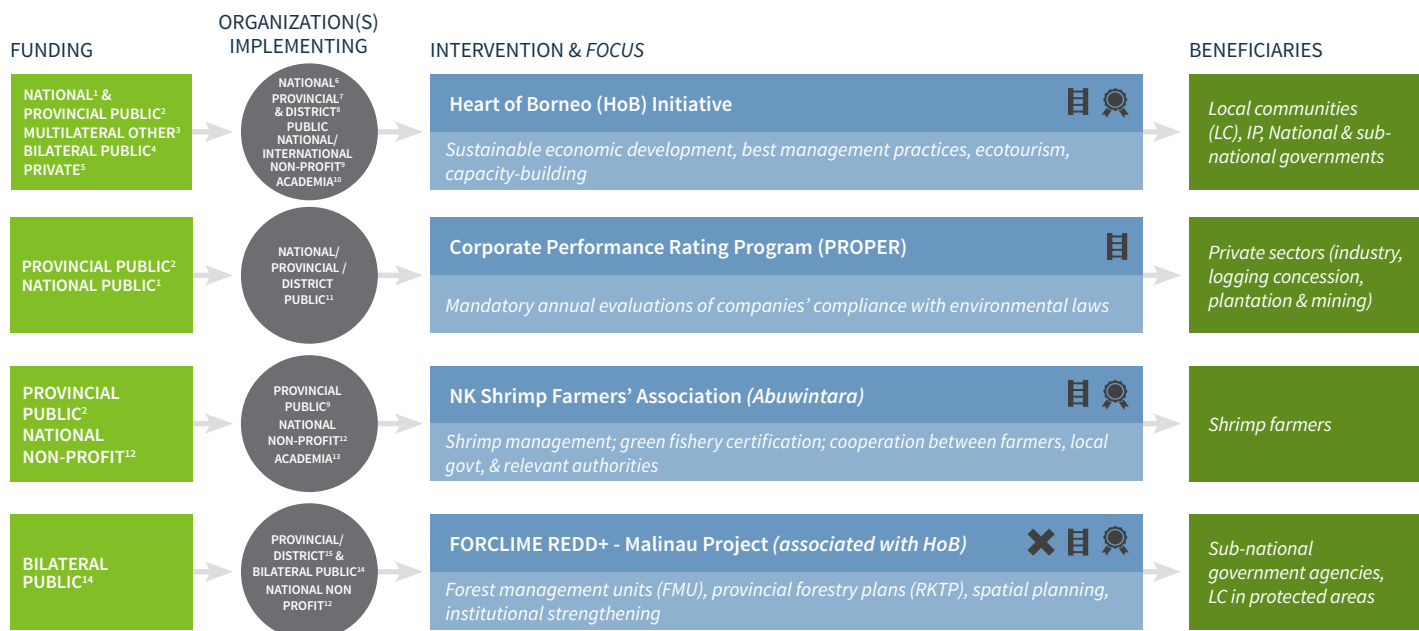 FUNDING
ORGANIZATION(S)
IMPLEMENTING
INTERVENTION & FOCUS
BENEFICIARIES
NATIONAL¹ &
PROVINCIAL PUBLIC²
MULTILATERAL OTHER³
BILATERAL PUBLIC⁴
PRIVATE⁵
NATIONAL⁶
PROVINCIAL⁷
& DISTRICT⁸
PUBLIC
NATIONAL/
INTERNATIONAL
NON-PROFIT⁹
ACADEMIA¹⁰
Heart of Borneo (HoB) Initiative
Sustainable economic development, best management practices, ecotourism,
capacity-building
Local communities
(LC), IP, National & sub-
national governments
PROVINCIAL PUBLIC²
NATIONAL PUBLIC¹
NATIONAL/
PROVINCIAL /
DISTRICT
PUBLIC¹¹
Corporate Performance Rating Program (PROPER)
Mandatory annual evaluations of companies’ compliance with environmental laws
Private sectors (industry,
logging concession,
plantation & mining)
PROVINCIAL
PUBLIC²
NATIONAL
NON-PROFIT¹²
PROVINCIAL
PUBLIC⁹
NATIONAL
NON-PROFIT¹²
ACADEMIA¹³
NK Shrimp Farmers’ Association (Abuwintara)
Shrimp management; green fishery certification; cooperation between farmers, local
govt, & relevant authorities
Shrimp farmers
BILATERAL
PUBLIC¹⁴
PROVINCIAL/
DISTRICT¹⁵ &
BILATERAL PUBLIC¹⁴
NATIONAL NON
PROFIT¹²
FORCLIME REDD+ - Malinau Project (associated with HoB)
Forest management units (FMU), provincial forestry plans (RKTP), spatial planning,
institutional strengthening
Sub-national
government agencies,
LC in protected areas